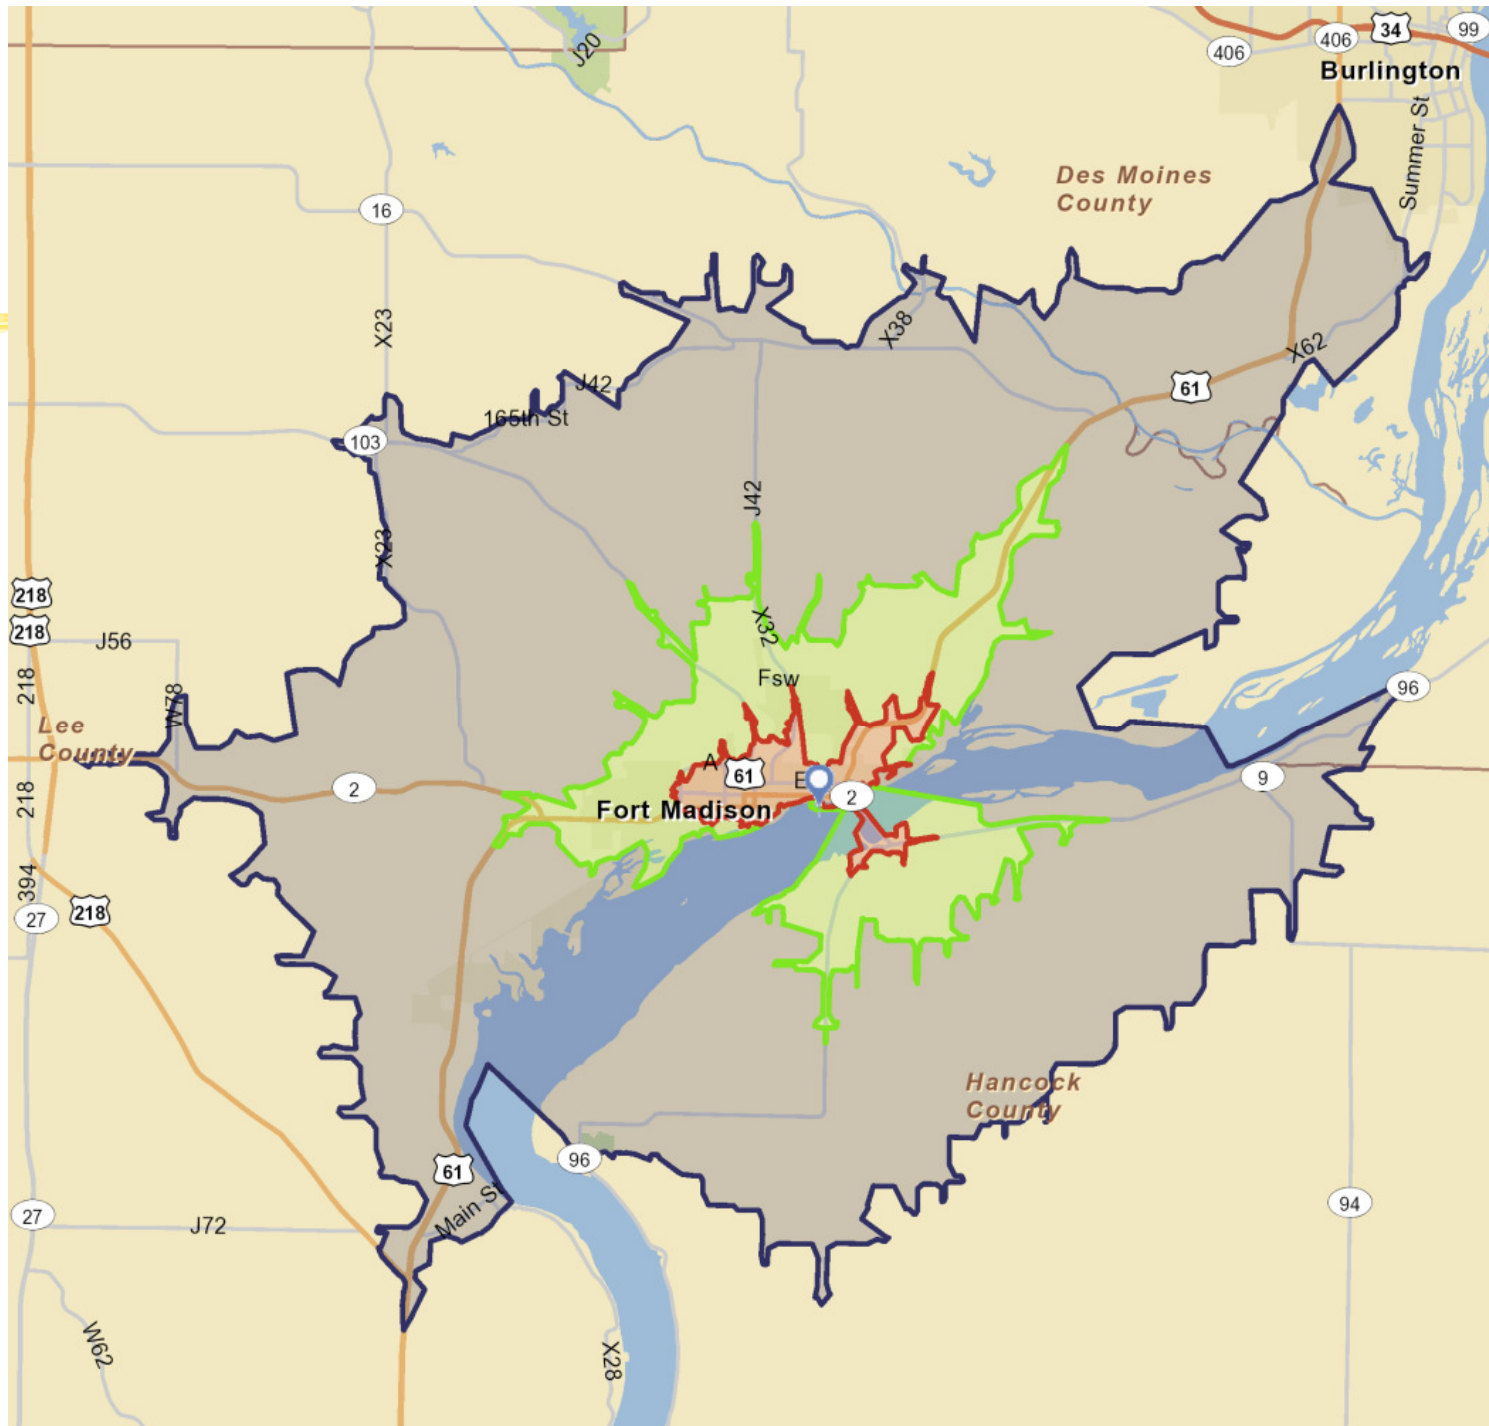 J20
406
406
34
99
Burlington
Summer St
Des Moines
County
16
X23
X38
X62
61
J42
165th St
103
J42
X23
218
218
J56
X32
218
W78
Fsw
96
Lee
County
A
61
E
9
2
2
218
Fort Madison
394
218
27
Hancock
County
96
61
94
Main St
27
J72
W62
X28